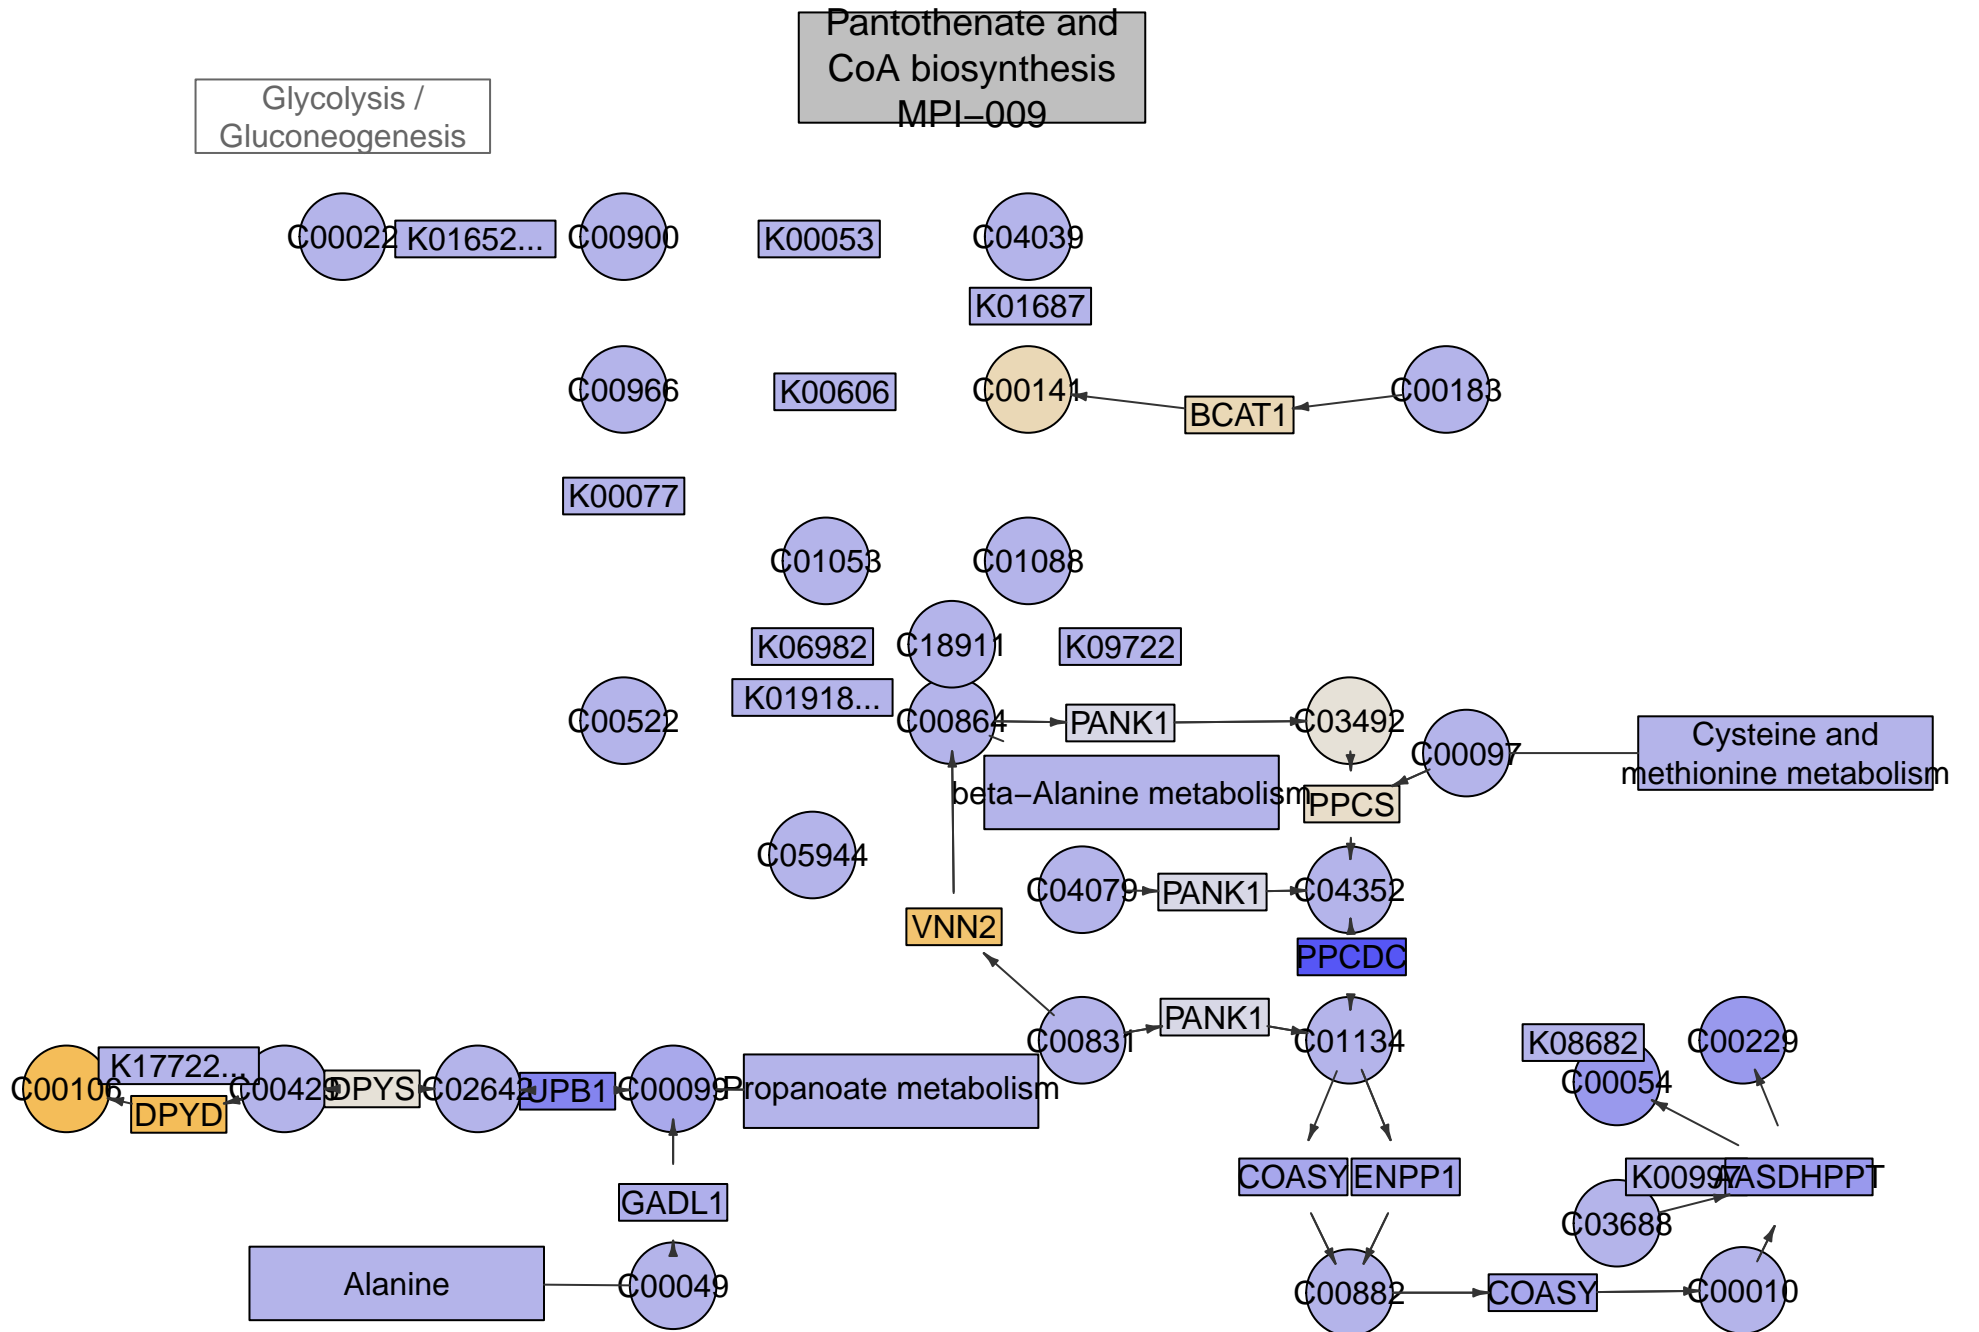 Pantothenate and
CoA biosynthesis
MPI−009
Glycolysis /
Gluconeogenesis
C00022
K01652...
C00900
K00053
C04039
K01687
C00966
K00606
C00141
BCAT1
C00183
K00077
C01053
C01088
K06982
C18911
K09722
K01918...
C00522
C00864
PANK1
C03492
C00097
Cysteine and
methionine metabolism
beta−Alanine metabolism
PPCS
C05944
C04079
PANK1
C04352
VNN2
PPCDC
C00831
PANK1
C01134
K08682
C00229
C00054
K17722...
C00106
DPYD
C00429
DPYS
C02642
UPB1
C00099
Propanoate metabolism
COASY
ENPP1
K00997
AASDHPPT
GADL1
C03688
Alanine
C00049
C00882
COASY
C00010